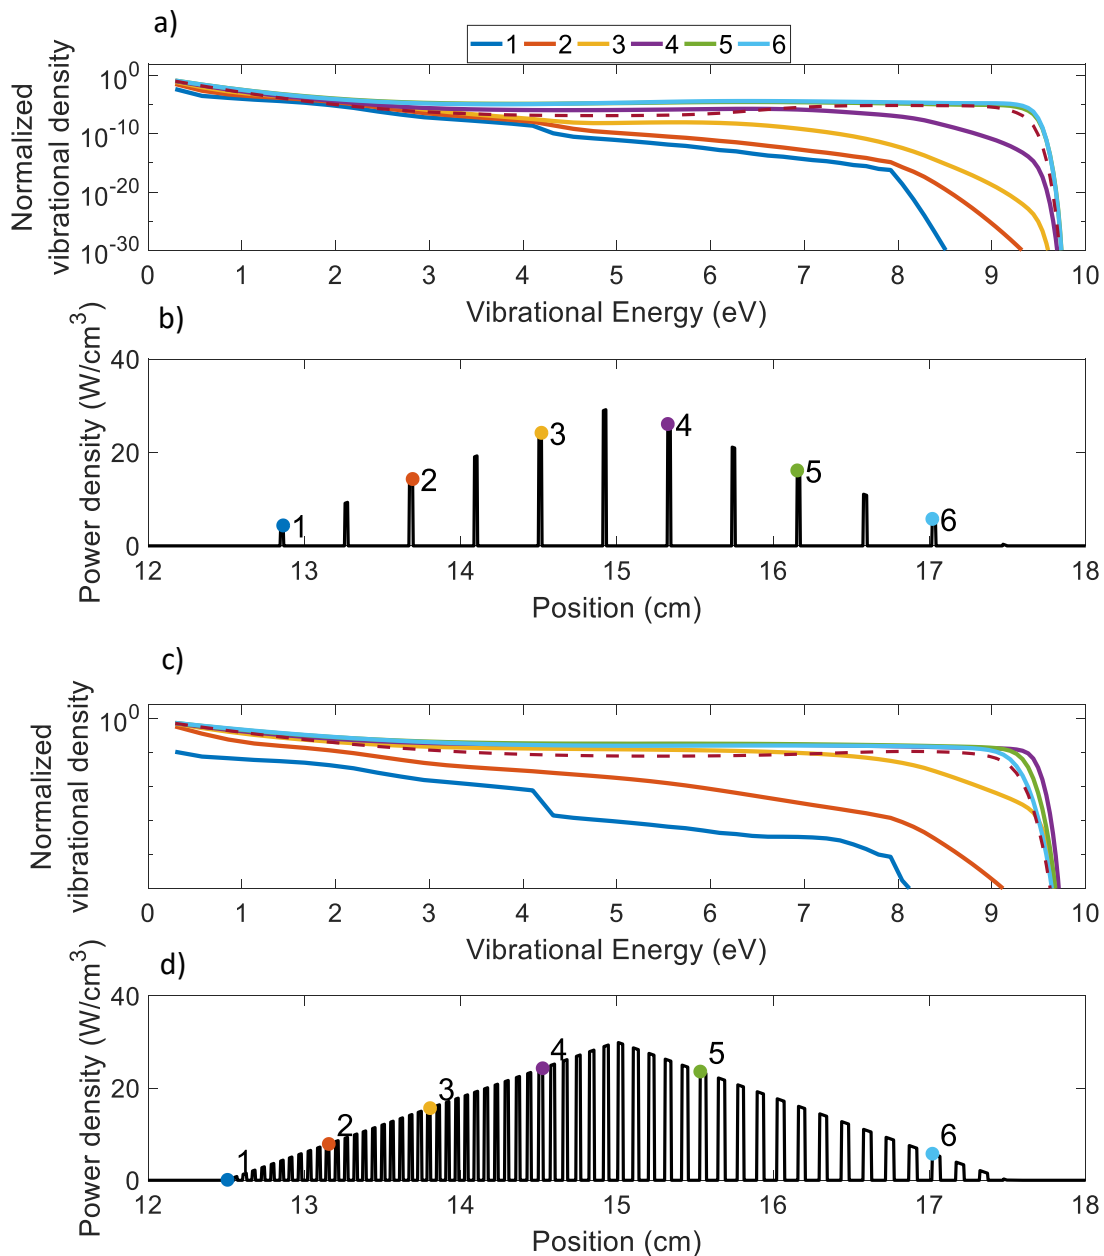 a)
1 2 3 4 5 6
Normalized
vibrational density
10^0
10^-10
10^-20
10^-30
0 1 2 3 4 5 6 7 8 9 10
Vibrational Energy (eV)
b)
Power density (W/cm^3)
40
20
0
1 2 3 4 5 6
12 13 14 15 16 17 18
Position (cm)
c)
Normalized
vibrational density
10^0
0 1 2 3 4 5 6 7 8 9 10
Vibrational Energy (eV)
d)
Power density (W/cm^3)
40
20
0
1 2 3 4 5 6
12 13 14 15 16 17 18
Position (cm)